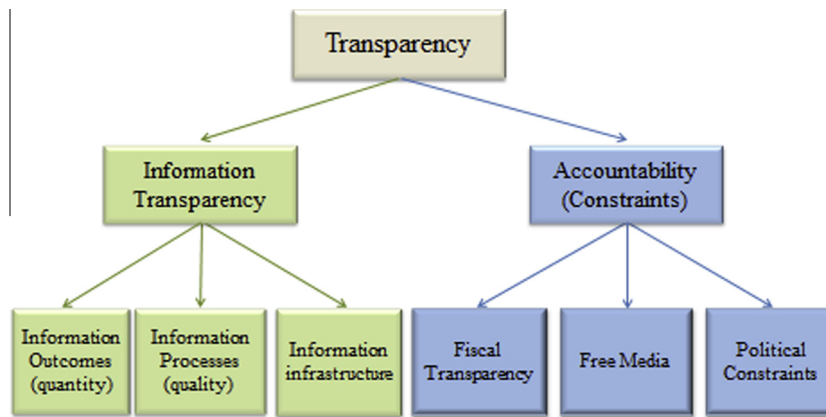 Transparency
Information
Transparency
Accountability
(Constraints)
Information
Outcomes
(quantity)
Information
Processes
(quality)
Information
infrastructure
Fiscal
Transparency
Free Media
Political
Constraints